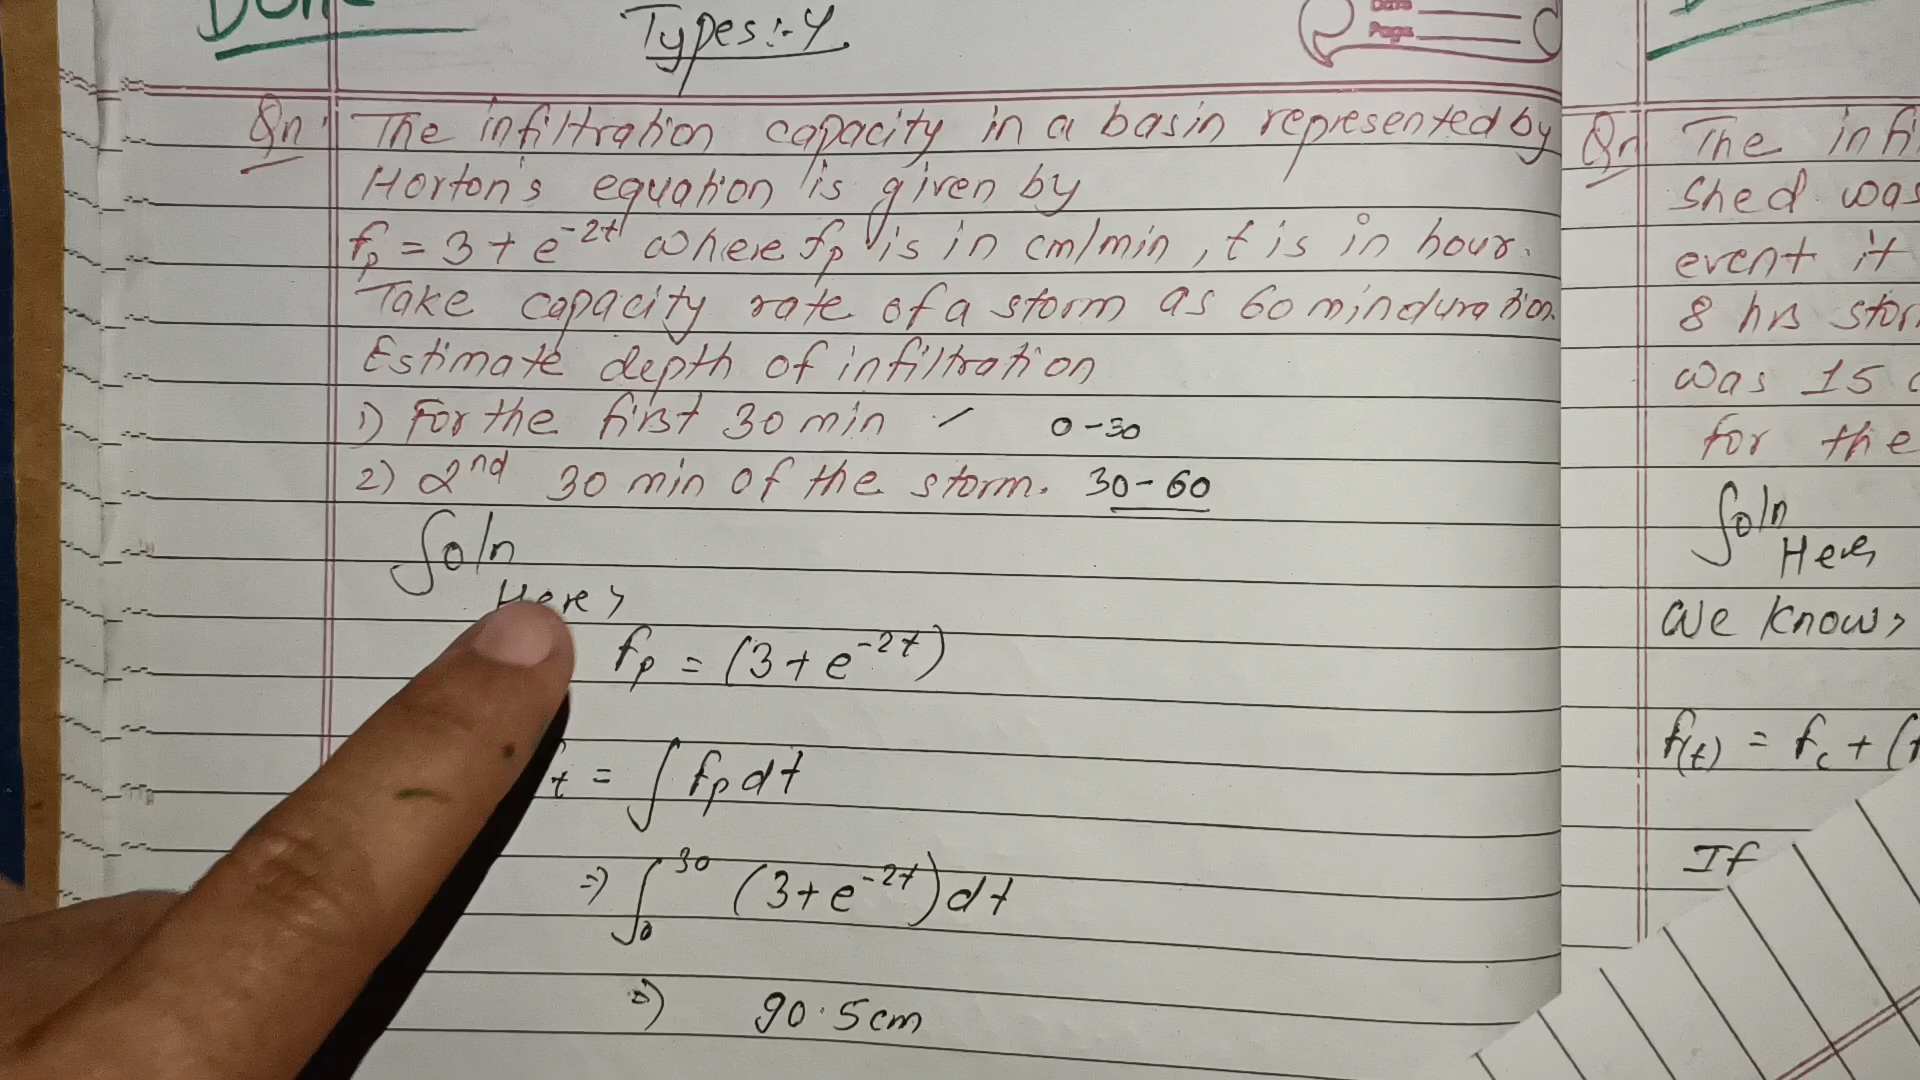 Types:-4
Qn: The infiltration capacity in a basin represented by
Horton's equation is given by
fp = 3 + e^-2t where fp is in cm/min, t is in hour.
Take capacity rate of a storm as 60 min duration.
Estimate depth of infiltration
1) For the first 30 min 0-30
2) 2nd 30 min of the storm. 30-60
Soln
Here,
fp = (3 + e^-2t)
t = ∫ fp dt
⇒ ∫0^30 (3 + e^-2t) dt
⇒ 90.5cm
Page
Qn The infi
shed was
event it
8 hrs stor
was 15
for the
Soln
Here,
We know,
f(t) = fc + (f
If